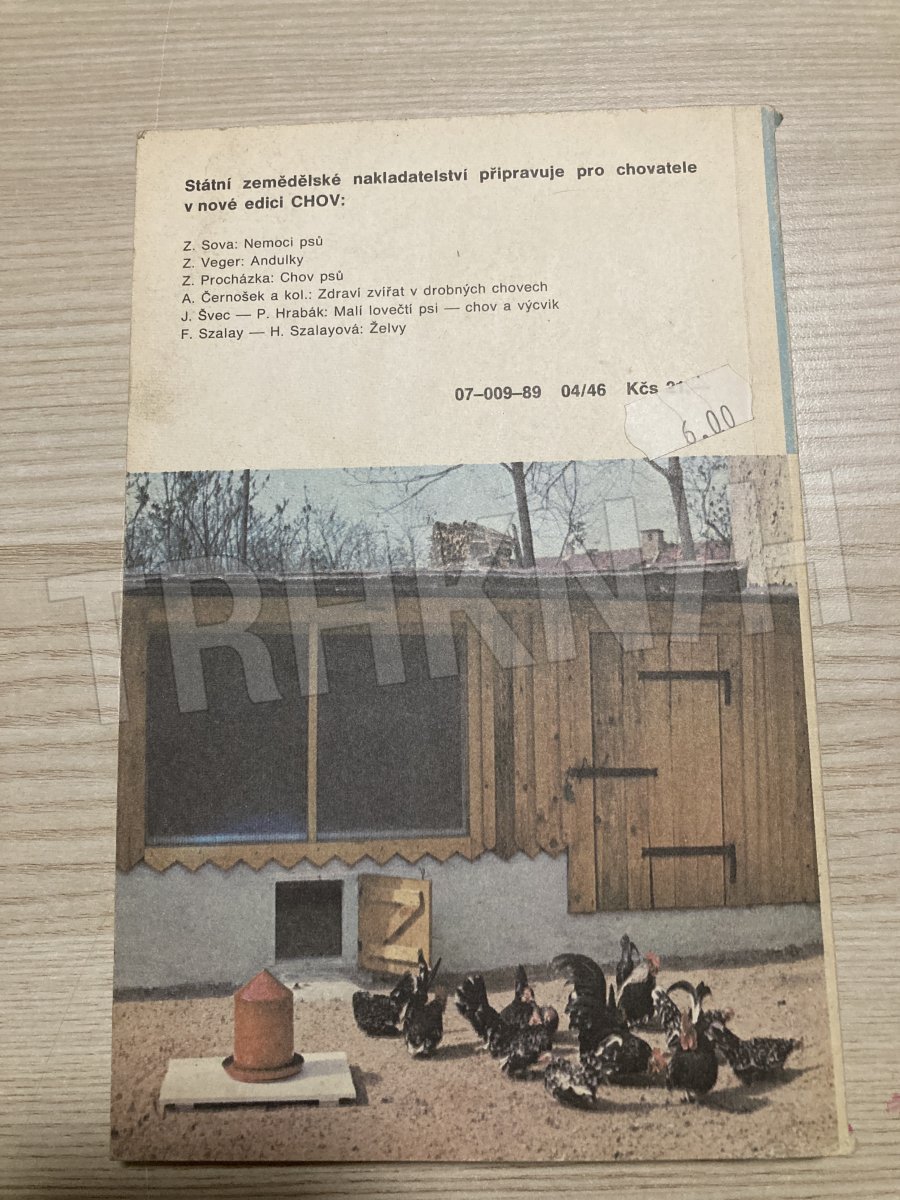 Státní zemědělské nakladatelství připravuje pro chovatele
v nové edici CHOV:
Z. Sova: Nemoci psů
Z. Veger: Andulky
Z. Procházka: Chov psů
A. Černošek a kol.: Zdraví zvířat v drobných chovech
J. Švec — P. Hrabák: Malí lovečtí psi — chov a výcvik
F. Szalay — H. Szalayová: Želvy
07–009–89 04/46 Kčs
6.00
TRHKNAI